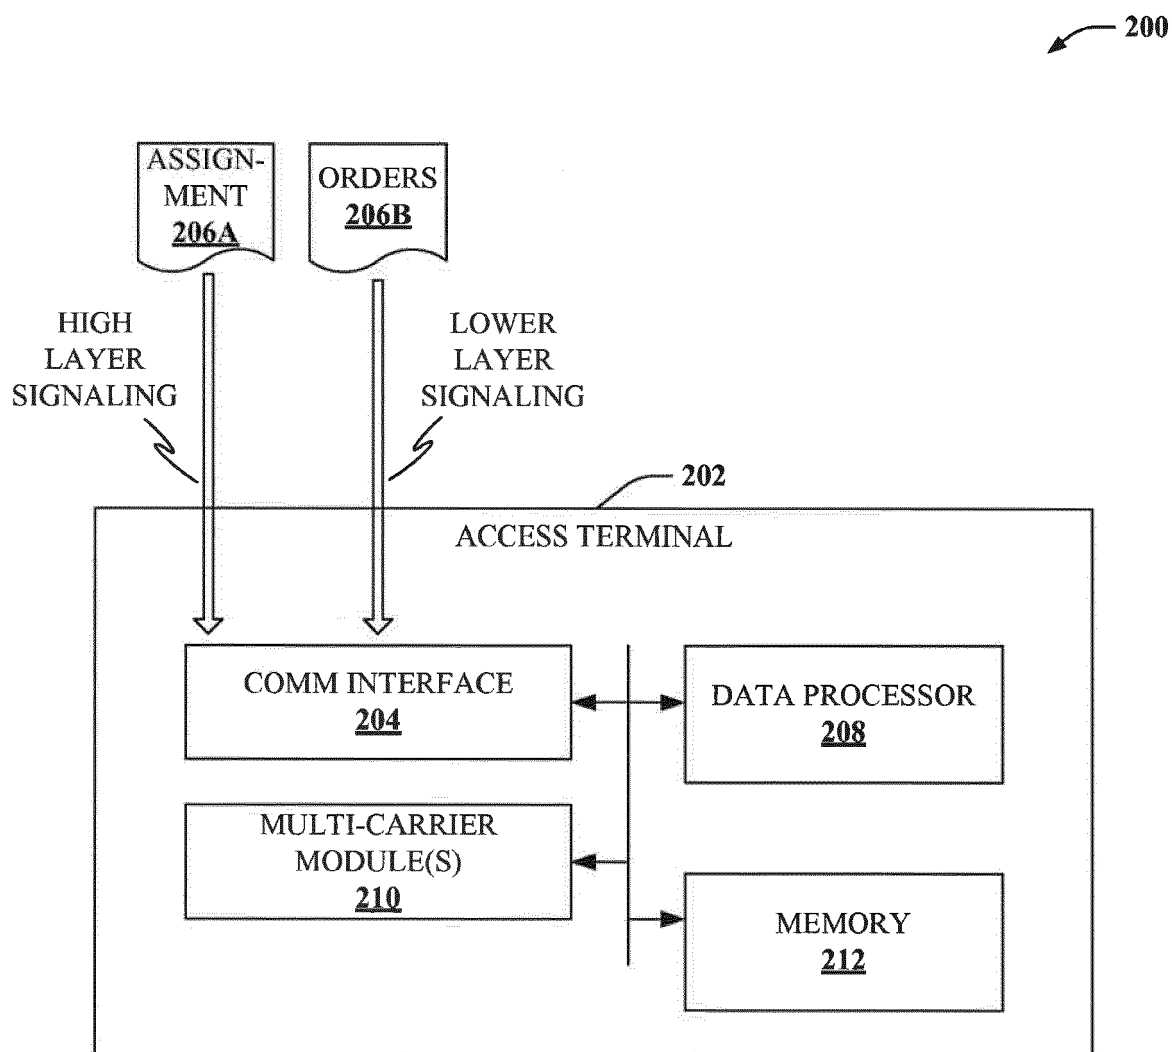 200
ASSIGN-
MENT
206A
ORDERS
206B
HIGH
LAYER
SIGNALING
LOWER
LAYER
SIGNALING
202
ACCESS TERMINAL
COMM INTERFACE
204
DATA PROCESSOR
208
MULTI-CARRIER
MODULE(S)
210
MEMORY
212